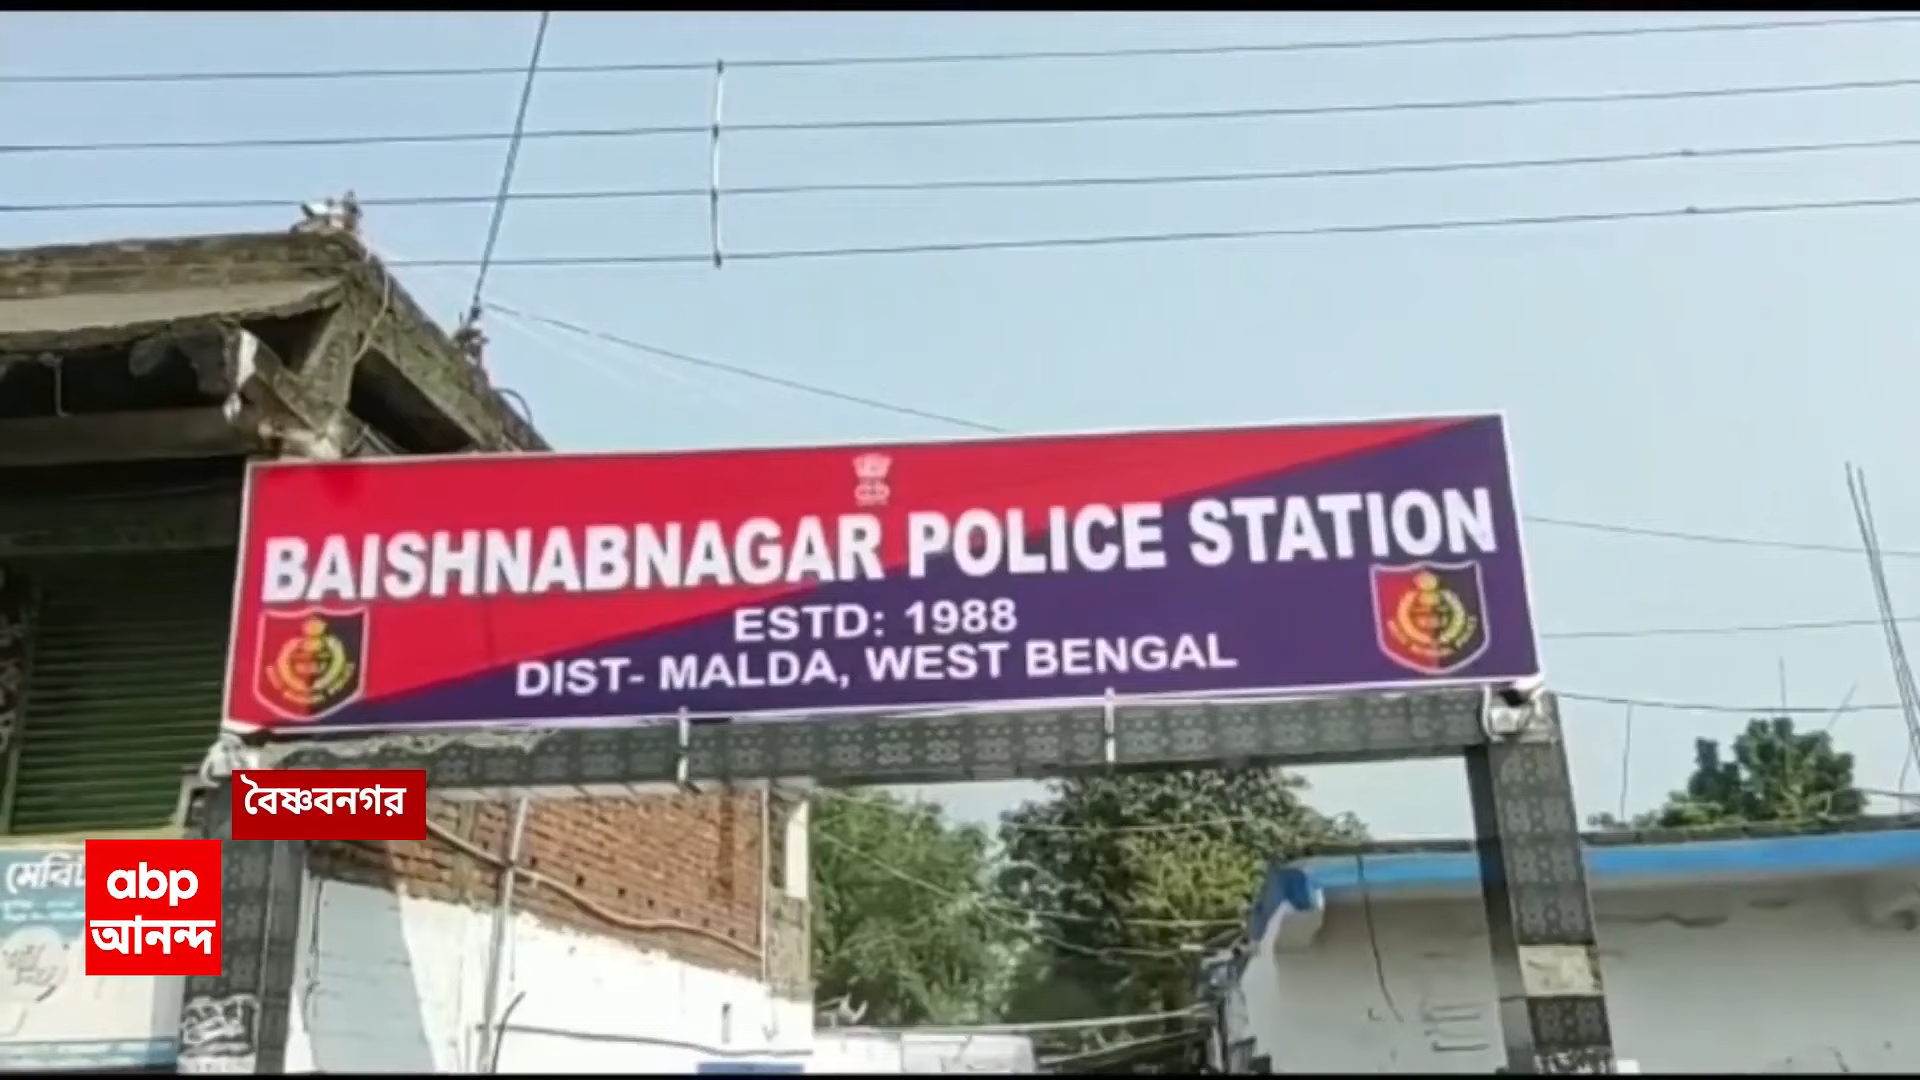 BAISHNABNAGAR POLICE STATION
ESTD: 1988
DIST- MALDA, WEST BENGAL
বৈষ্ণবনগর
abp
আনন্দ